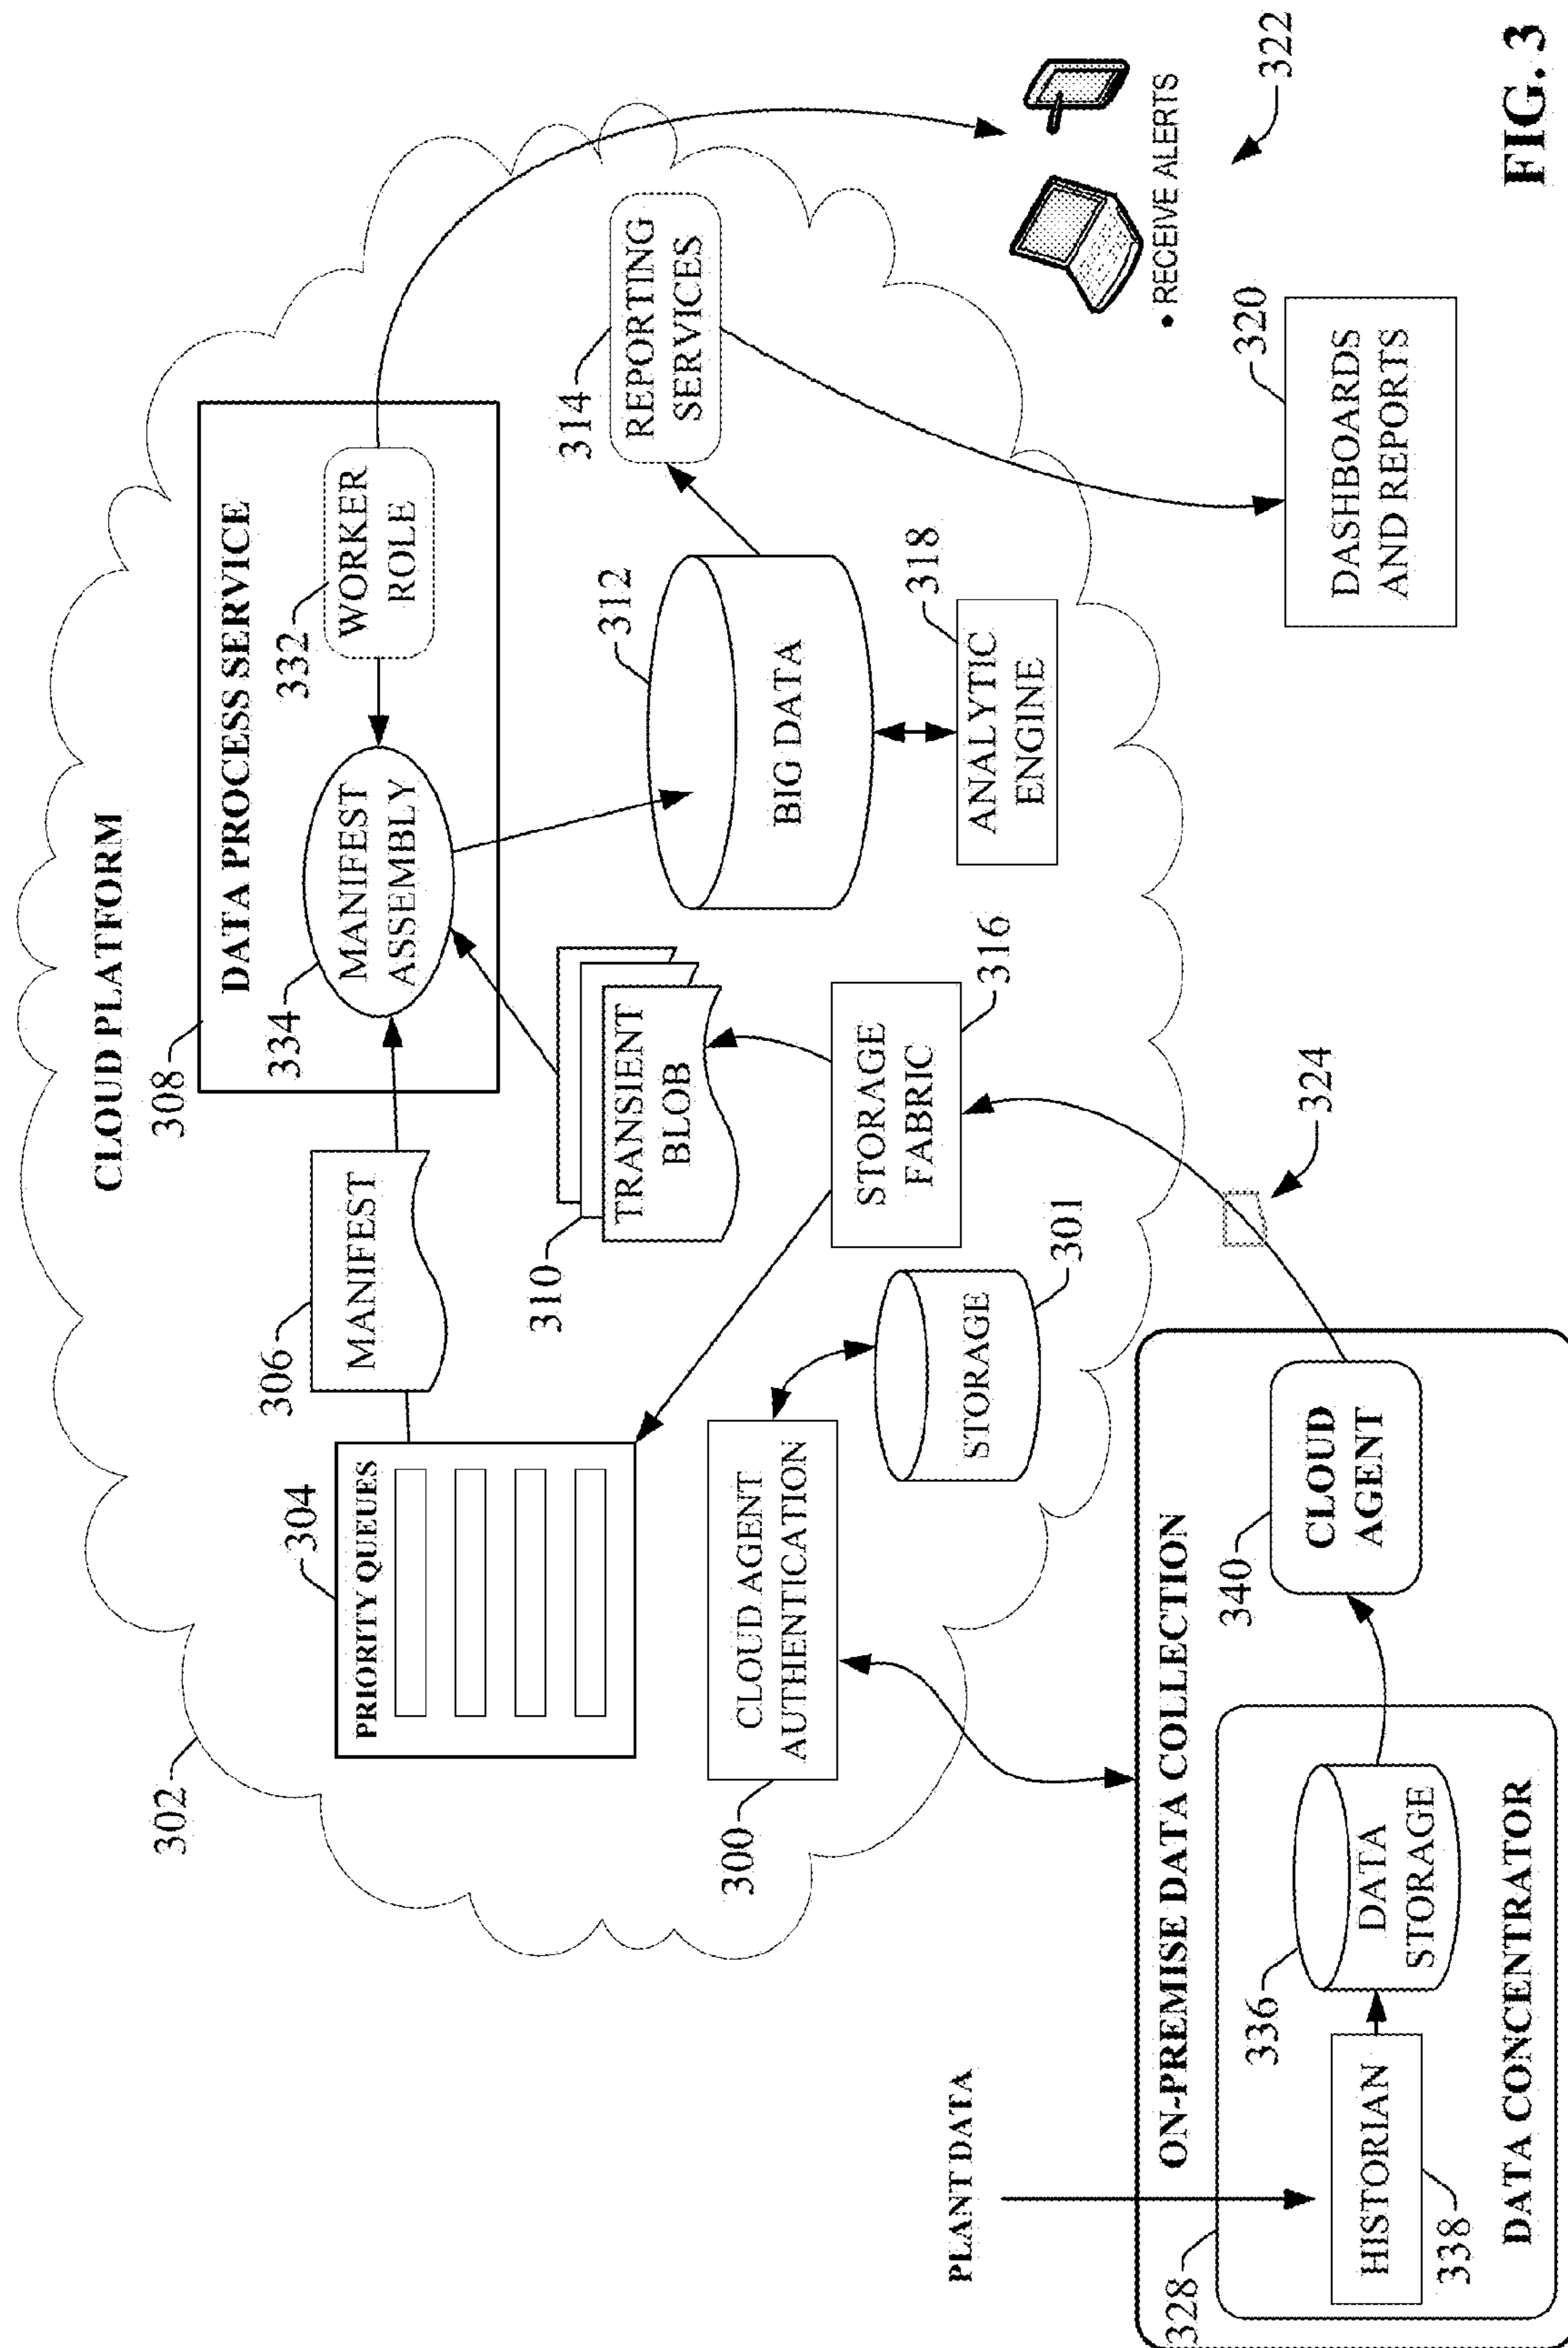 CLOUD PLATFORM
302
308
DATA PROCESS SERVICE
304
PRIORITY QUEUES
306
MANIFEST
334
MANIFEST
ASSEMBLY
332
WORKER
ROLE
310
TRANSIENT
BLOB
312
BIG DATA
314
REPORTING
SERVICES
300
CLOUD AGENT
AUTHENTICATION
STORAGE
301
STORAGE
FABRIC
316
ANALYTIC
ENGINE
318
324
• RECEIVE ALERTS
322
320
DASHBOARDS
AND REPORTS
PLANT DATA
ON-PREMISE DATA COLLECTION
328
336
HISTORIAN
338
DATA
STORAGE
340
CLOUD
AGENT
DATA CONCENTRATOR
FIG. 3